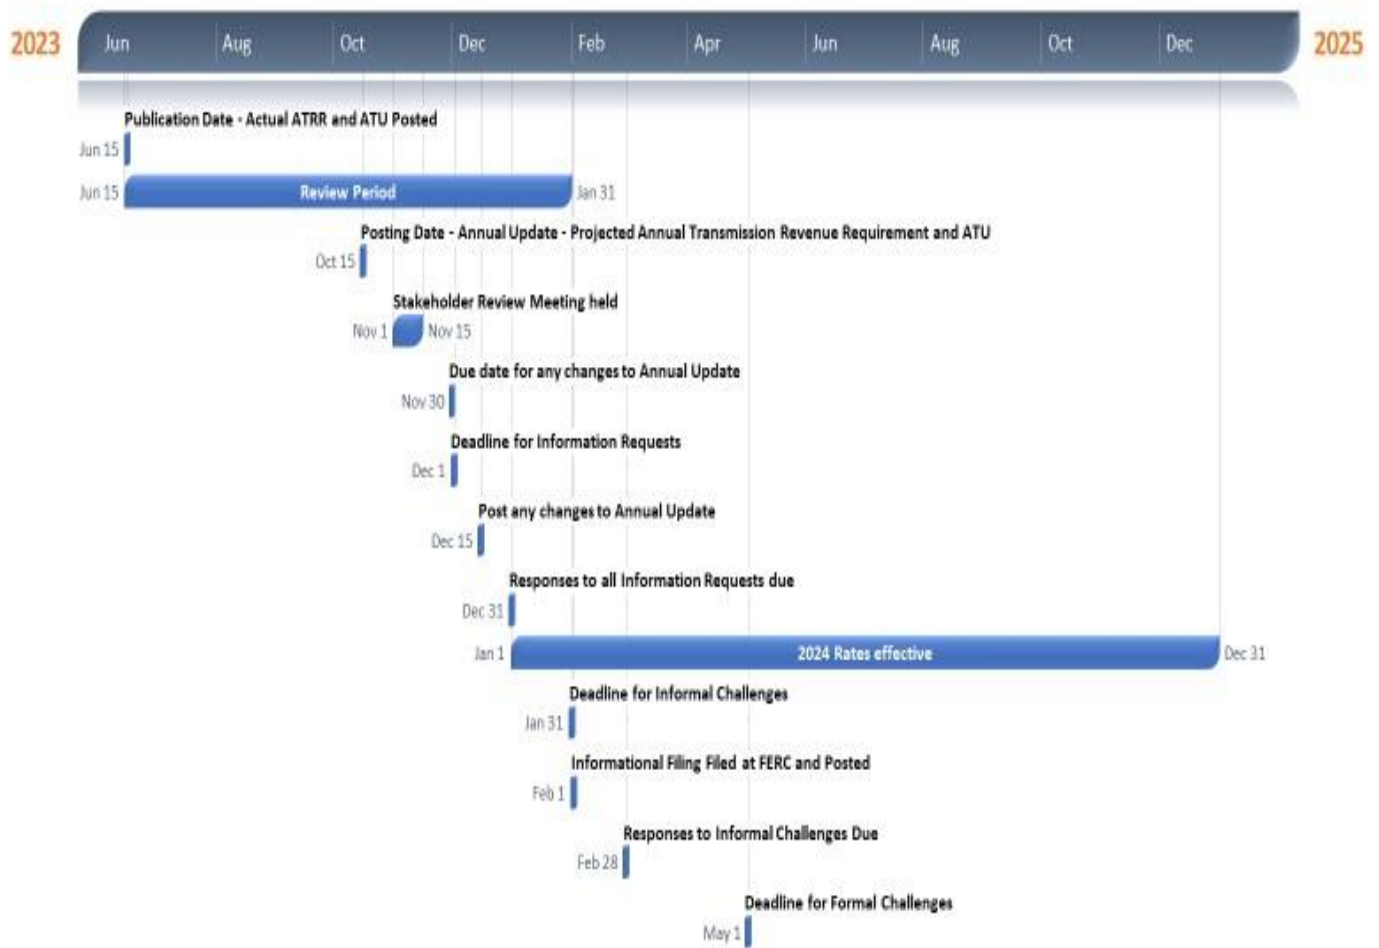 2023 Jun Aug Oct Dec Feb Apr Jun Aug Oct Dec 2025
Publication Date - Actual ATRR and ATU Posted
Jun 15
Jun 15 Review Period Jan 31
Posting Date - Annual Update - Projected Annual Transmission Revenue Requirement and ATU
Oct 15
Stakeholder Review Meeting held
Nov 1 Nov 15
Due date for any changes to Annual Update
Nov 30
Deadline for Information Requests
Dec 1
Post any changes to Annual Update
Dec 15
Responses to all Information Requests due
Dec 31
Jan 1 2024 Rates effective Dec 31
Deadline for Informal Challenges
Jan 31
Informational Filing Filed at FERC and Posted
Feb 1
Responses to Informal Challenges Due
Feb 28
Deadline for Formal Challenges
May 1